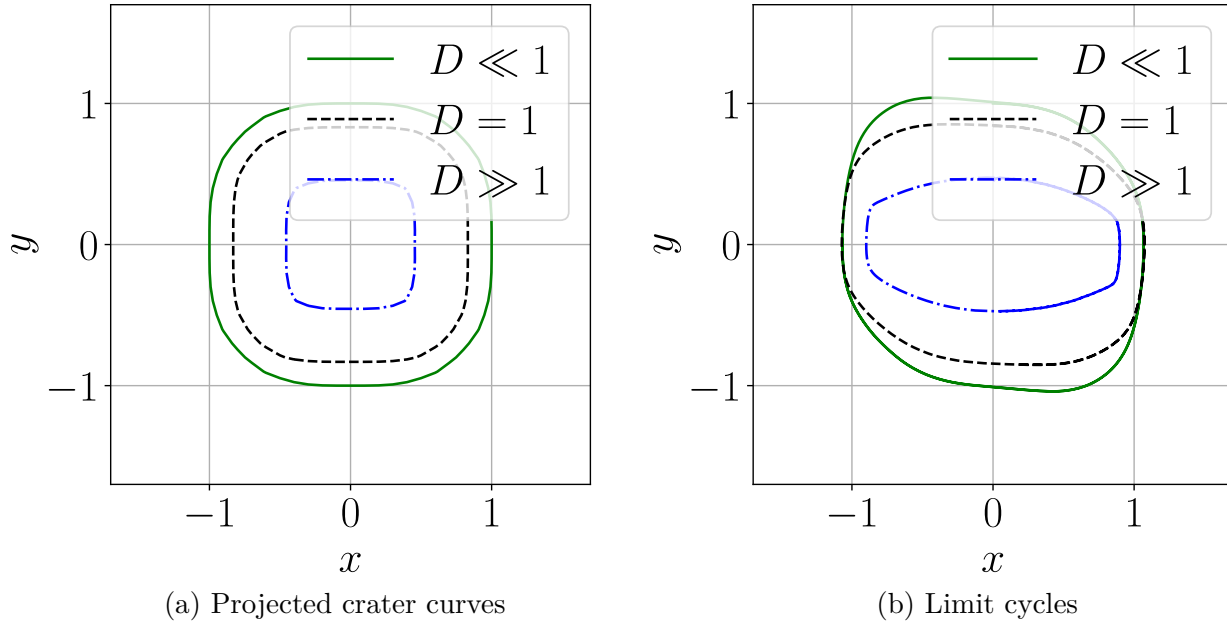 D ≪ 1
D = 1
D ≫ 1
1
0
−1
y
−1 0 1
x
(a) Projected crater curves
D ≪ 1
D = 1
D ≫ 1
1
0
−1
y
−1 0 1
x
(b) Limit cycles